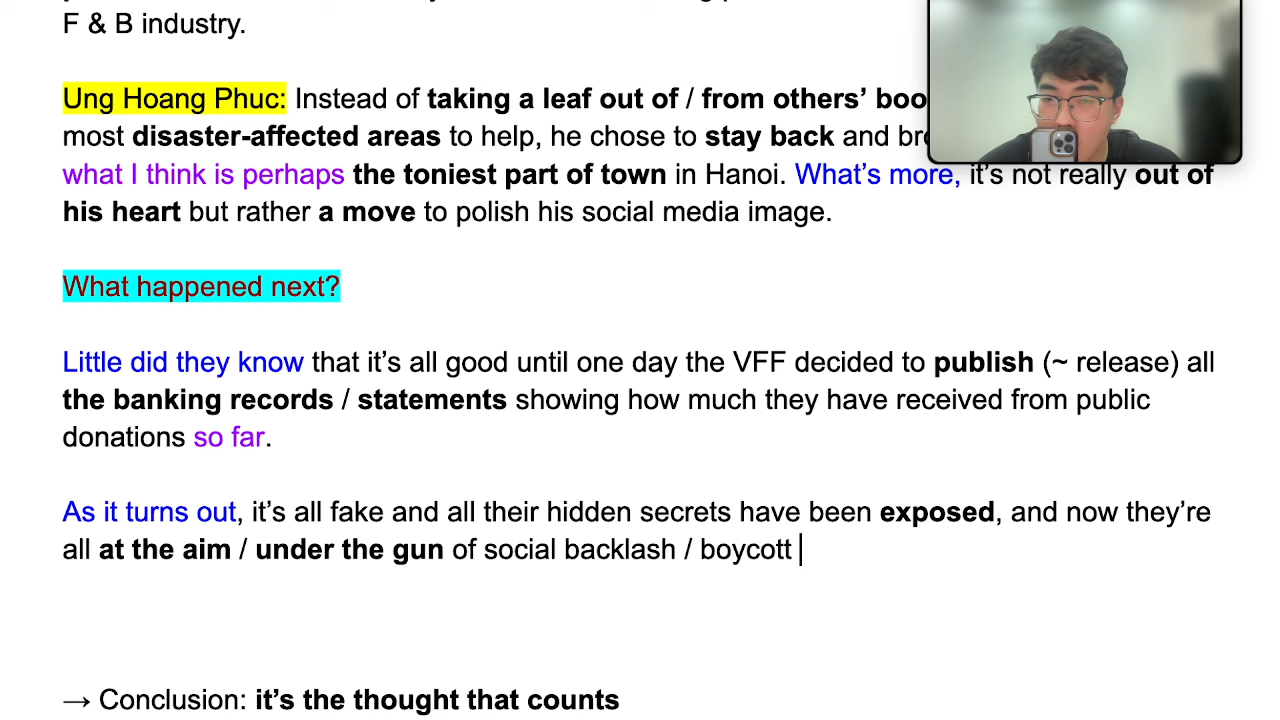 F & B industry.
Ung Hoang Phuc: Instead of taking a leaf out of / from others’
most disaster-affected areas to help, he chose to stay back and
what I think is perhaps the toniest part of town in Hanoi. What’s more, it’s not really out of
his heart but rather a move to polish his social media image.
What happened next?
Little did they know that it’s all good until one day the VFF decided to publish (~ release) all
the banking records / statements showing how much they have received from public
donations so far.
As it turns out, it’s all fake and all their hidden secrets have been exposed, and now they’re
all at the aim / under the gun of social backlash / boycott
→ Conclusion: it’s the thought that counts